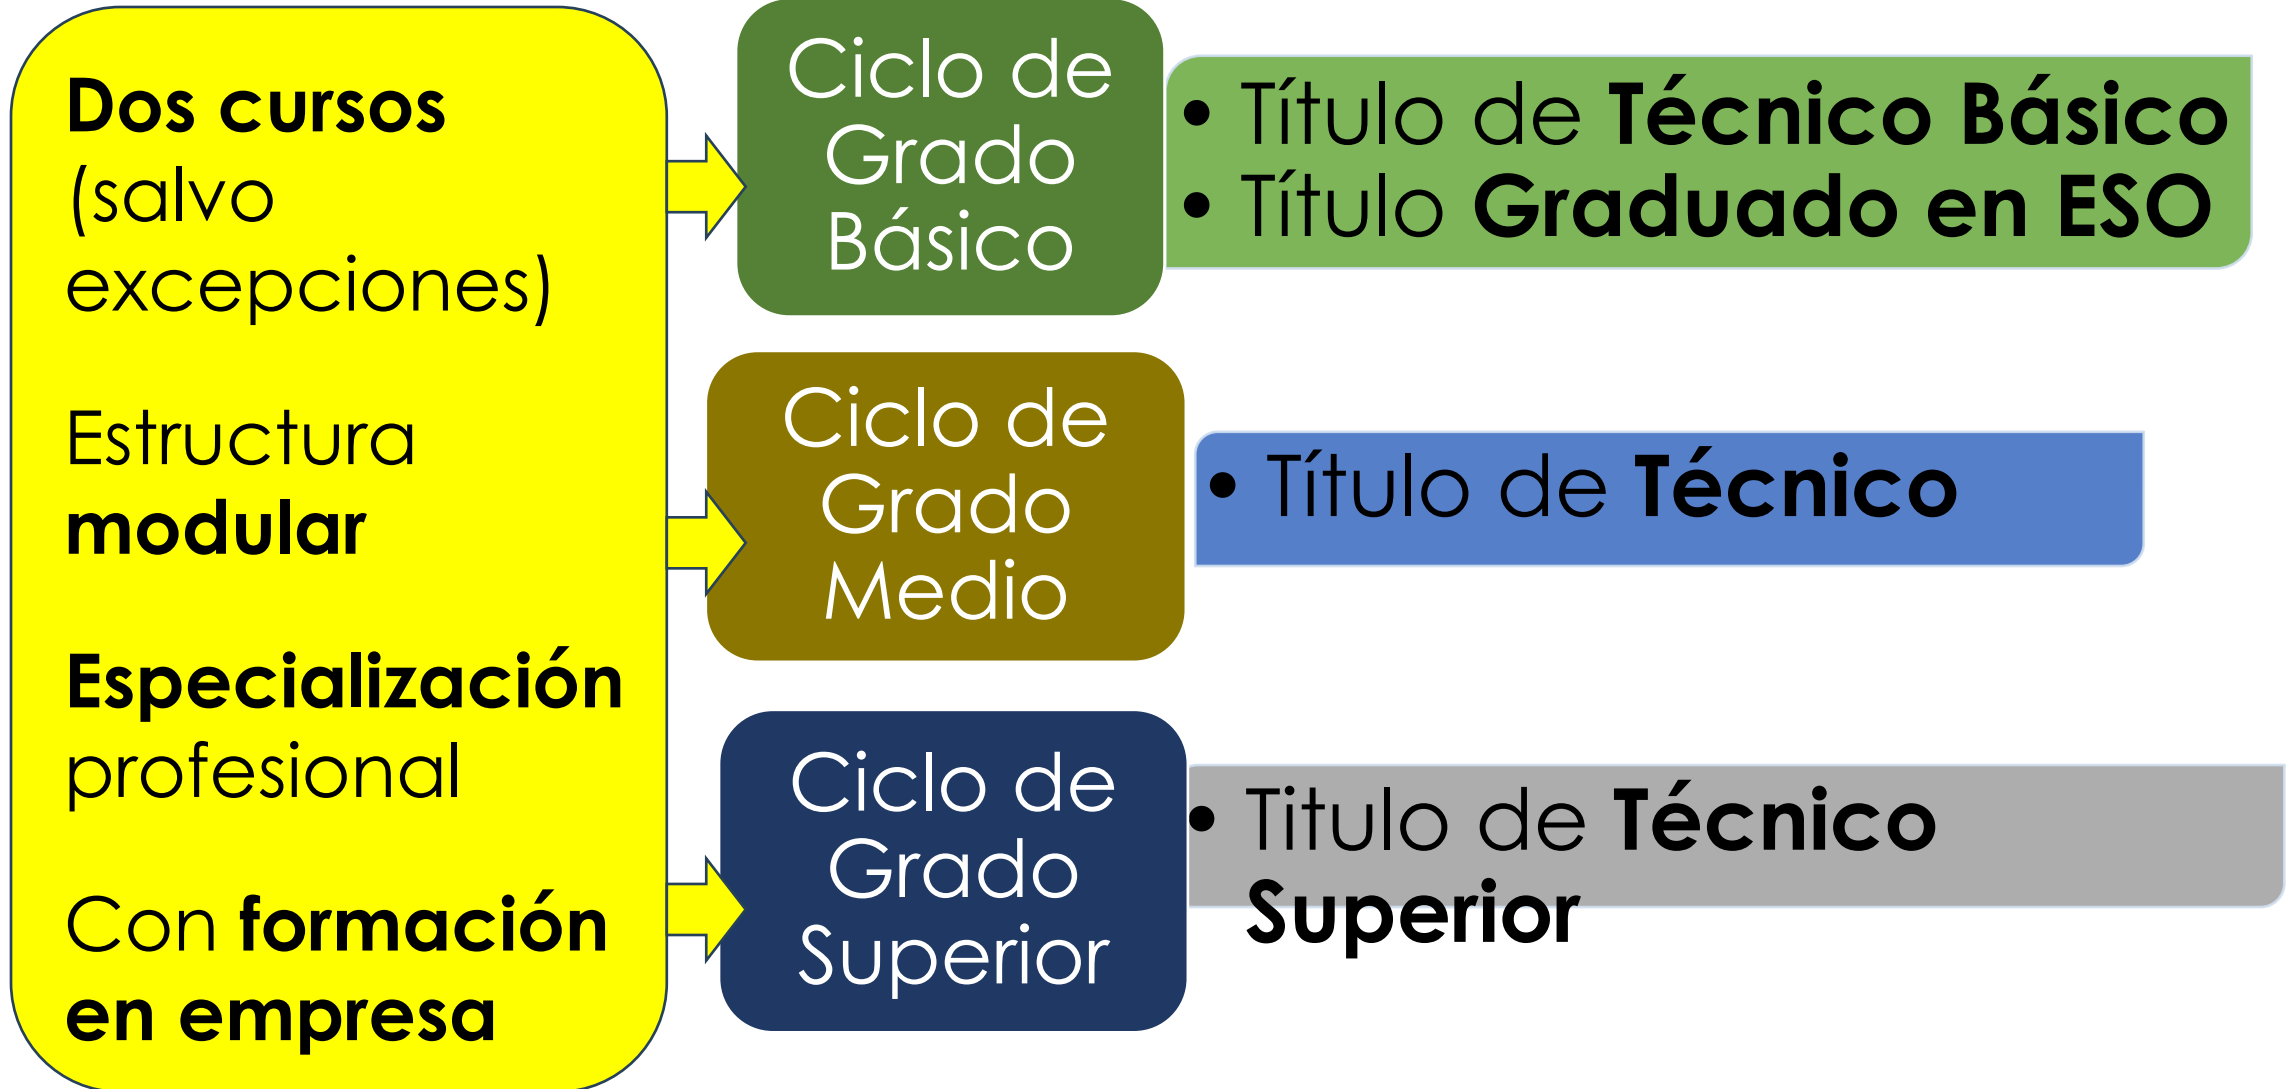 Dos cursos
(salvo
excepciones)
Estructura
modular
Especialización
profesional
Con formación
en empresa
Ciclo de
Grado
Básico
• Título de Técnico Básico
• Título Graduado en ESO
Ciclo de
Grado
Medio
• Título de Técnico
Ciclo de
Grado
Superior
• Titulo de Técnico
Superior